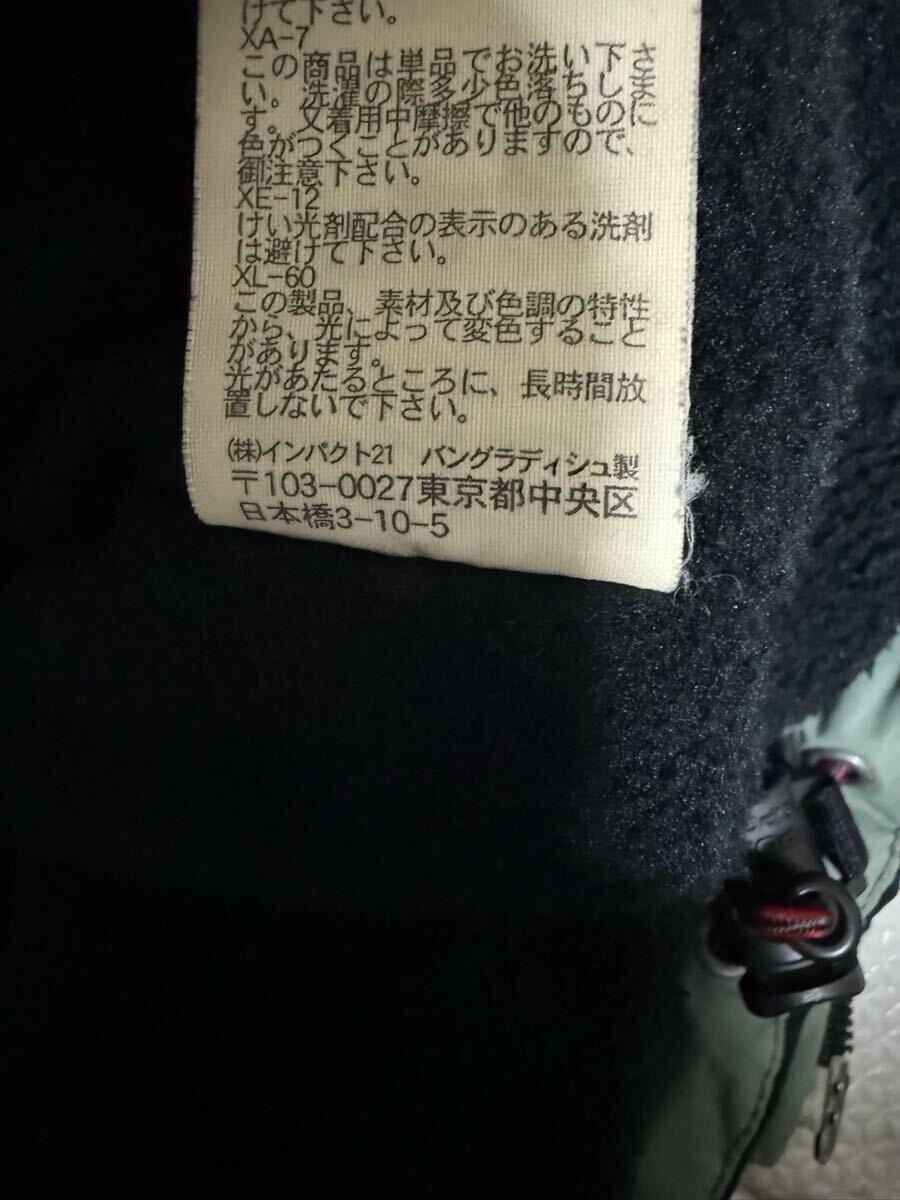 けて下さい。
XA-7
この商品は単品でお洗い下さ
い。洗濯の際多少色落ちしま
す。又着用中摩擦で他のものに
色がつくことがありますので、
御注意下さい。
XE-12
けい光剤配合の表示のある洗剤
は避けて下さい。
XL-60
この製品、素材及び色調の特性
から、光によって変色すること
があります。
光があたるところに、長時間放
置しないで下さい。
㈱インパクト21 バングラディシュ製
〒103-0027東京都中央区
日本橋3-10-5